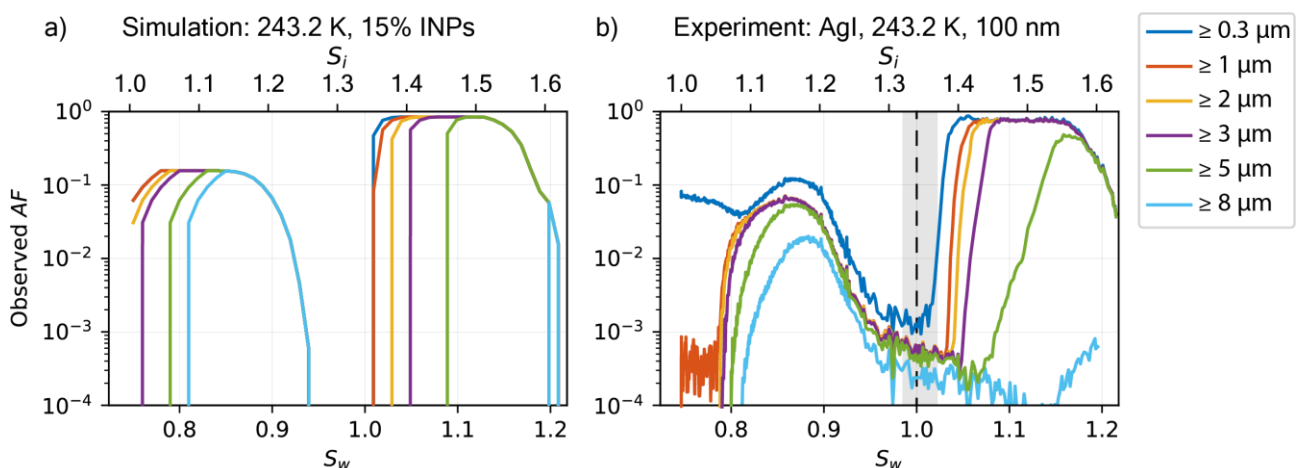 a) Simulation: 243.2 K, 15% INPs
S_i
1.0 1.1 1.2 1.3 1.4 1.5 1.6
Observed AF
10^0
10^-1
10^-2
10^-3
10^-4
0.8 0.9 1.0 1.1 1.2
S_w
b) Experiment: AgI, 243.2 K, 100 nm
S_i
1.0 1.1 1.2 1.3 1.4 1.5 1.6
10^0
10^-1
10^-2
10^-3
10^-4
0.8 0.9 1.0 1.1 1.2
S_w
≥ 0.3 μm
≥ 1 μm
≥ 2 μm
≥ 3 μm
≥ 5 μm
≥ 8 μm